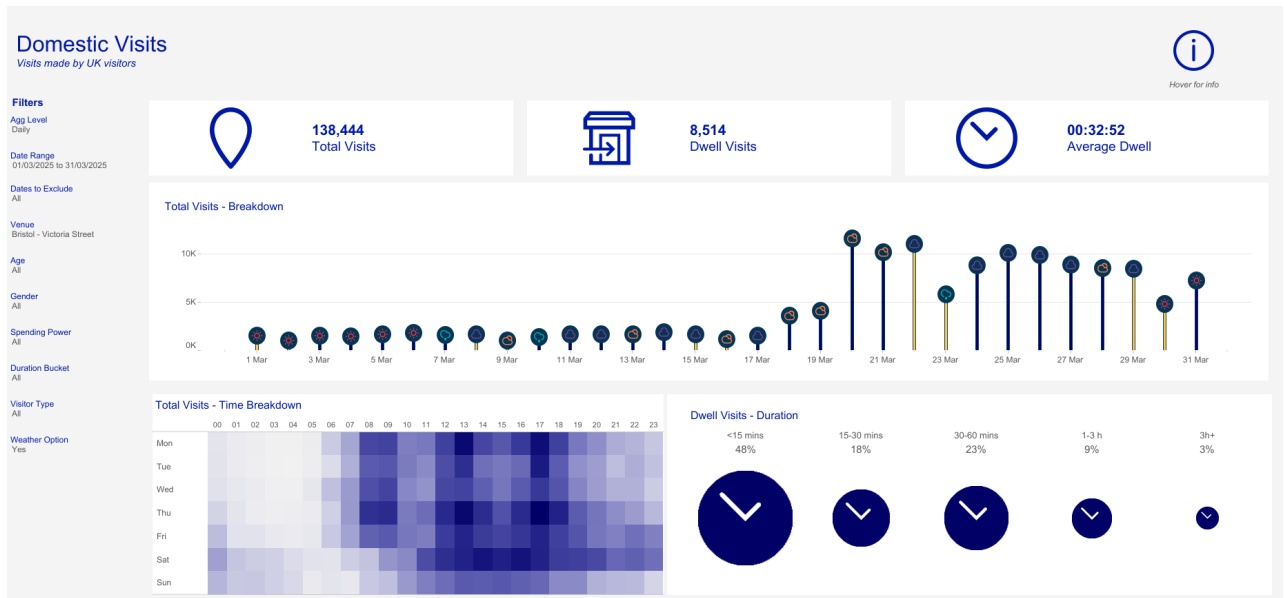 Domestic Visits
Visits made by UK visitors
Hover for info
Filters
Agg Level
Daily
Date Range
01/03/2025 to 31/03/2025
Dates to Exclude
All
Venue
Bristol - Victoria Street
Age
All
Gender
All
Spending Power
All
Duration Bucket
All
Visitor Type
All
Weather Option
Yes
138,444
Total Visits
8,514
Dwell Visits
00:32:52
Average Dwell
Total Visits - Breakdown
10K
5K
0K
1 Mar 3 Mar 5 Mar 7 Mar 9 Mar 11 Mar 13 Mar 15 Mar 17 Mar 19 Mar 21 Mar 23 Mar 25 Mar 27 Mar 29 Mar 31 Mar
Total Visits - Time Breakdown
00 01 02 03 04 05 06 07 08 09 10 11 12 13 14 15 16 17 18 19 20 21 22 23
Mon
Tue
Wed
Thu
Fri
Sat
Sun
Dwell Visits - Duration
<15 mins 15-30 mins 30-60 mins 1-3 h 3h+
48% 18% 23% 9% 3%